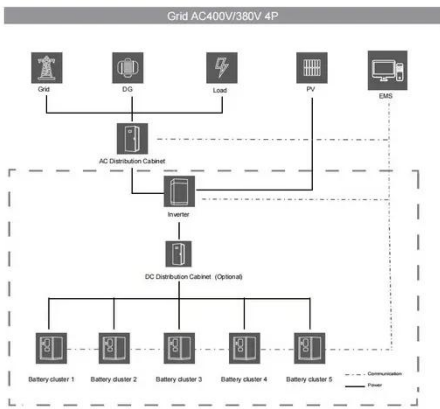 Grid AC400V/380V 4P
Grid
DG
Load
PV
EMS
AC Distribution Cabinet
Inverter
DC Distribution Cabinet (Optional)
Battery cluster 1
Battery cluster 2
Battery cluster 3
Battery cluster 4
Battery cluster 5
Communication
Power